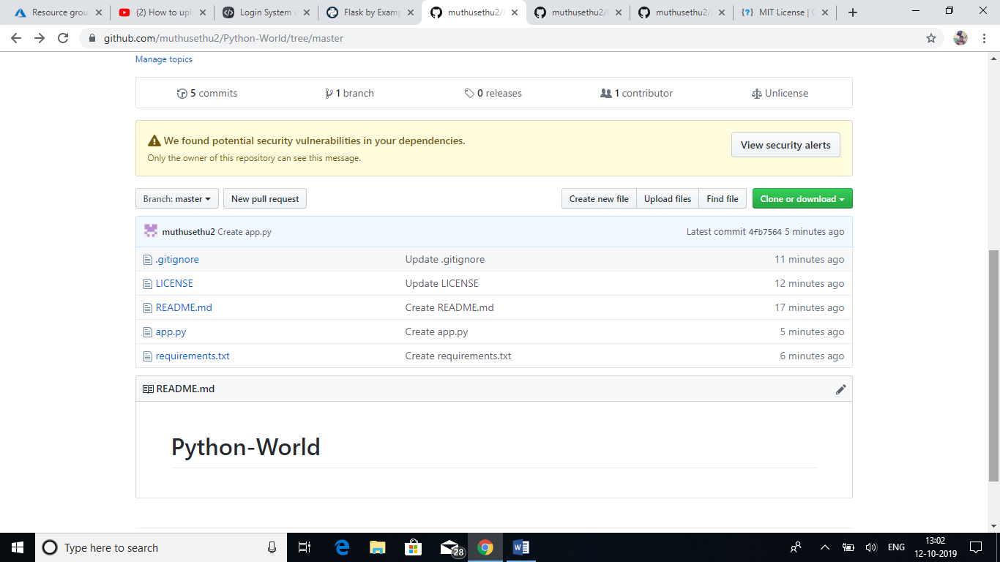 Resource grou
(2) How to upl
Login System w
Flask by Examp
muthusethu2/
muthusethu2/
muthusethu2/
MIT License |
github.com/muthusethu2/Python-World/tree/master
Manage topics
5 commits
1 branch
0 releases
1 contributor
Unlicense
We found potential security vulnerabilities in your dependencies.
Only the owner of this repository can see this message.
View security alerts
Branch: master
New pull request
Create new file
Upload files
Find file
Clone or download
muthusethu2 Create app.py
Latest commit 4fb7564 5 minutes ago
.gitignore Update .gitignore 11 minutes ago
LICENSE Update LICENSE 12 minutes ago
README.md Create README.md 17 minutes ago
app.py Create app.py 5 minutes ago
requirements.txt Create requirements.txt 6 minutes ago
README.md
Python-World
Type here to search
28
ENG
13:02
12-10-2019